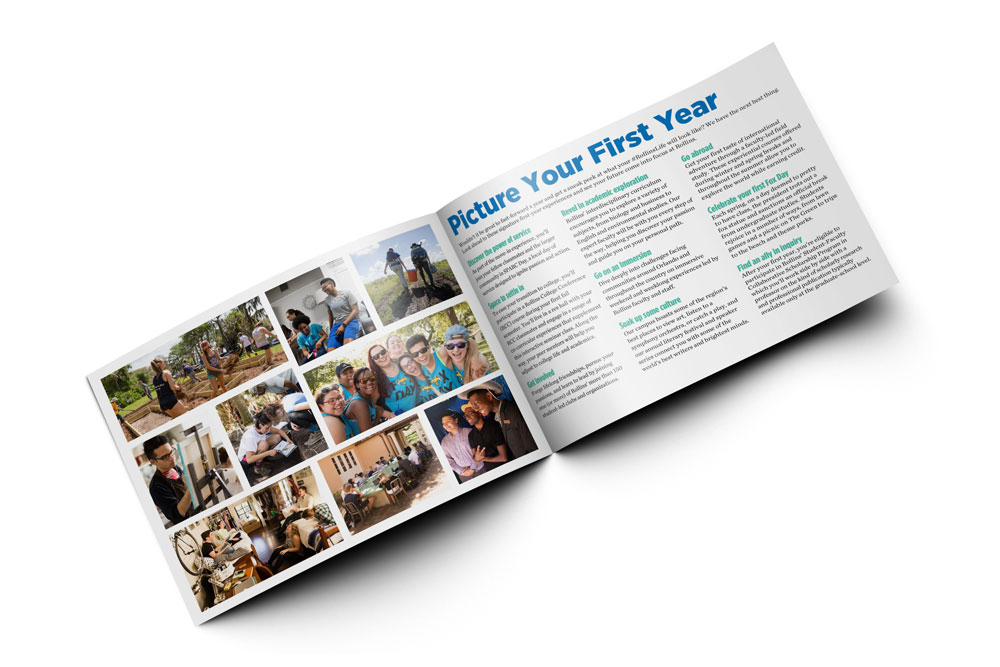 Picture Your First Year
Wouldn't it be great to fast-forward a year and get a sneak peek at what your #RollinsLife will look like? We have the next best thing.
Look ahead to these signature first-year experiences and see your future come into focus at Rollins.
Discover the power of service
As part of the move-in experience, you'll
join your fellow classmates and the larger
community in SPARC Day, a local day of
service designed to ignite passion and action.
Space to settle in
To ease your transition to college, you'll
participate in a Rollins College Conference
(RCC) course during your first fall
semester. You'll live in a res hall with your
RCC classmates and engage in a range of
co-curricular experiences that supplement
this interactive seminar class. Along the
way, your peer mentors will help you
adjust to college life and academics.
Get involved
Forge lifelong friendships, pursue your
passions, and learn to lead by joining
one (or more) of Rollins' more than 150
student-led clubs and organizations.
Revel in academic exploration
Rollins' interdisciplinary curriculum
encourages you to explore a variety of
subjects, from biology and business to
English and environmental studies. Our
expert faculty will be with you every step of
the way, helping you discover your passion
and guide you on your personal path.
Go on an Immersion
Dive deeply into challenges facing
communities around Orlando and
throughout the country on immersive
weekend and weeklong experiences led by
Rollins faculty and staff.
Soak up some culture
Our campus boasts some of the region's
best places to view art, listen to a
symphony orchestra, or catch a play, and
our annual literary festival and speaker
series connect you with some of the
world's best writers and brightest minds.
Go abroad
Get your first taste of international
adventure through a faculty-led field
study. These experiential courses offered
during winter and spring breaks and
throughout the summer allow you to
explore the world while earning credit.
Celebrate your first Fox Day
Each spring, on a day deemed to pretty
to have class, the president trots out a
fox statue and sanctions an official break
from undergraduate studies. Students
rejoice in a number of ways, from lawn
games and a picnic on The Green to trips
to the beach and theme parks.
Find an ally in inquiry
After your first year, you're eligible to
participate in Rollins' Student-Faculty
Collaborative Scholarship Program in
which you'll work side by side with a
professor on the kind of scholarly research
and professional publication typically
available only at the graduate-school level.